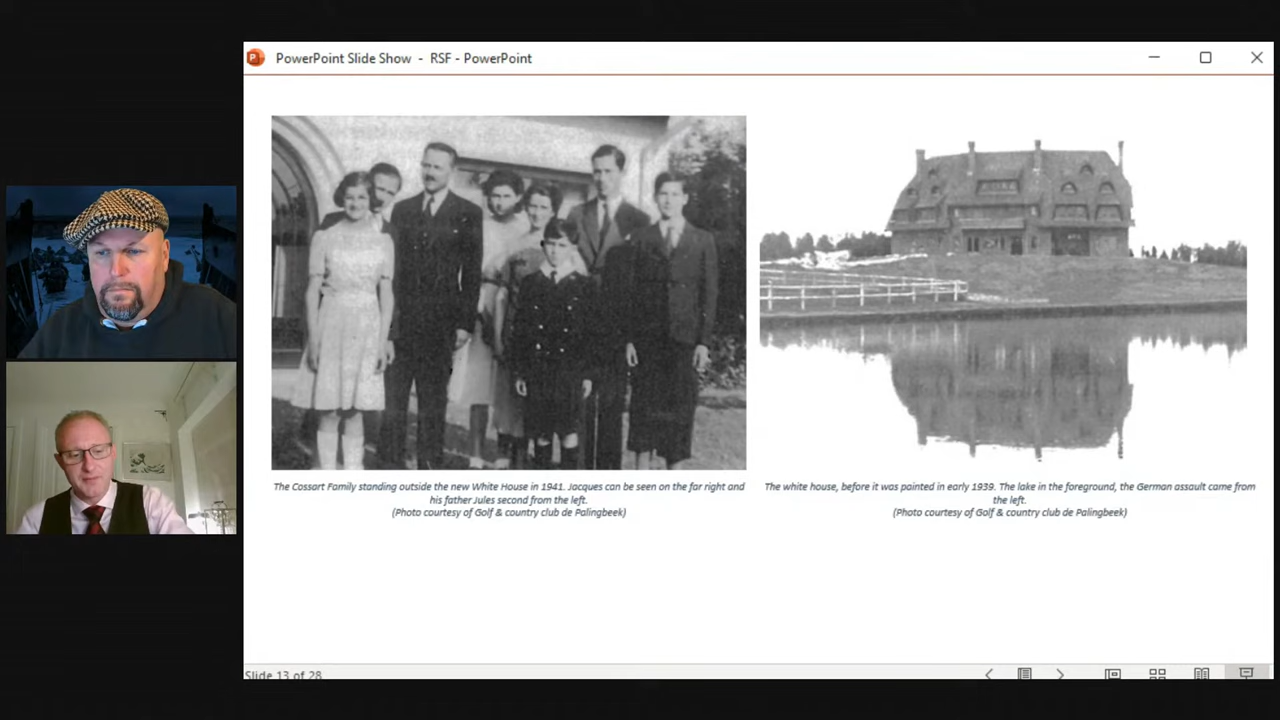 PowerPoint Slide Show - RSF - PowerPoint
The Cossart Family standing outside the new White House in 1941. Jacques can be seen on the far right and
his father Jules second from the left.
(Photo courtesy of Golf & country club de Palingbeek)
The white house, before it was painted in early 1939. The lake in the foreground, the German assault came from
the left.
(Photo courtesy of Golf & country club de Palingbeek)
Slide 13 of 28